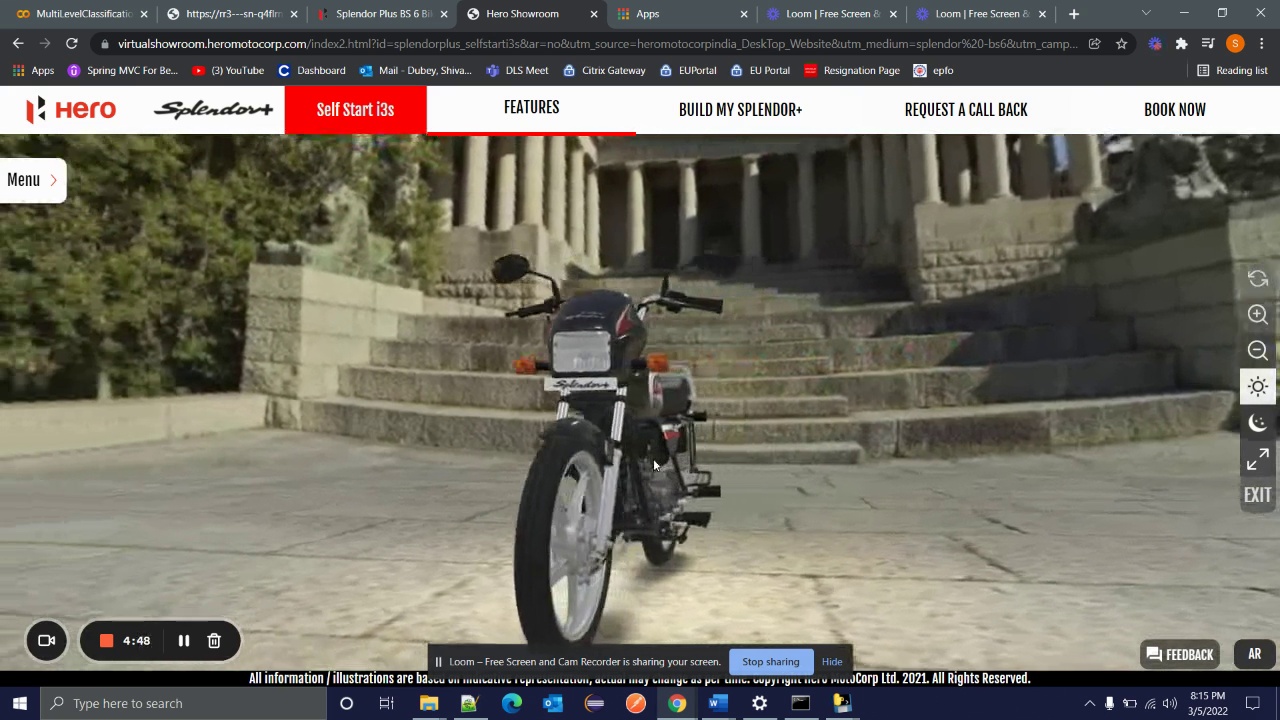 MultiLevelClassificatio
https://rr3---sn-q4flrn
Splendor Plus BS 6 Bik
Hero Showroom
Apps
Loom | Free Screen &
Loom | Free Screen &
virtualshowroom.heromotocorp.com/index2.html?id=splendorplus_selfstarti3s&at=no&utm_source=heromotocorpindia_DeskTop_Website&utm_medium=splendor%20-bs6&utm_camp...
Apps
Spring MVC For Be...
(3) YouTube
Dashboard
Mail - Dubey, Shiva...
DLS Meet
Citrix Gateway
EUPortal
EU Portal
Resignation Page
epfo
Reading list
HERO
Splendor+
Self Start i3s
FEATURES
BUILD MY SPLENDOR+
REQUEST A CALL BACK
BOOK NOW
Menu
Splendor+
EXIT
4:48
Loom – Free Screen and Cam Recorder is sharing your screen.
Stop sharing
Hide
FEEDBACK
AR
All information / illustrations are based on indicative representation, actual may change as per time. Copyright Hero MotoCorp Ltd. 2021. All Rights Reserved.
Type here to search
8:15 PM
3/5/2022